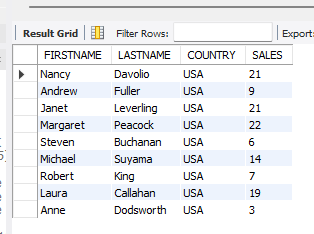 Result Grid Filter Rows: Export:
FIRSTNAME LASTNAME COUNTRY SALES
Nancy Davolio USA 21
Andrew Fuller USA 9
Janet Leverling USA 21
Margaret Peacock USA 22
Steven Buchanan USA 6
Michael Suyama USA 14
Robert King USA 7
Laura Callahan USA 19
Anne Dodsworth USA 3